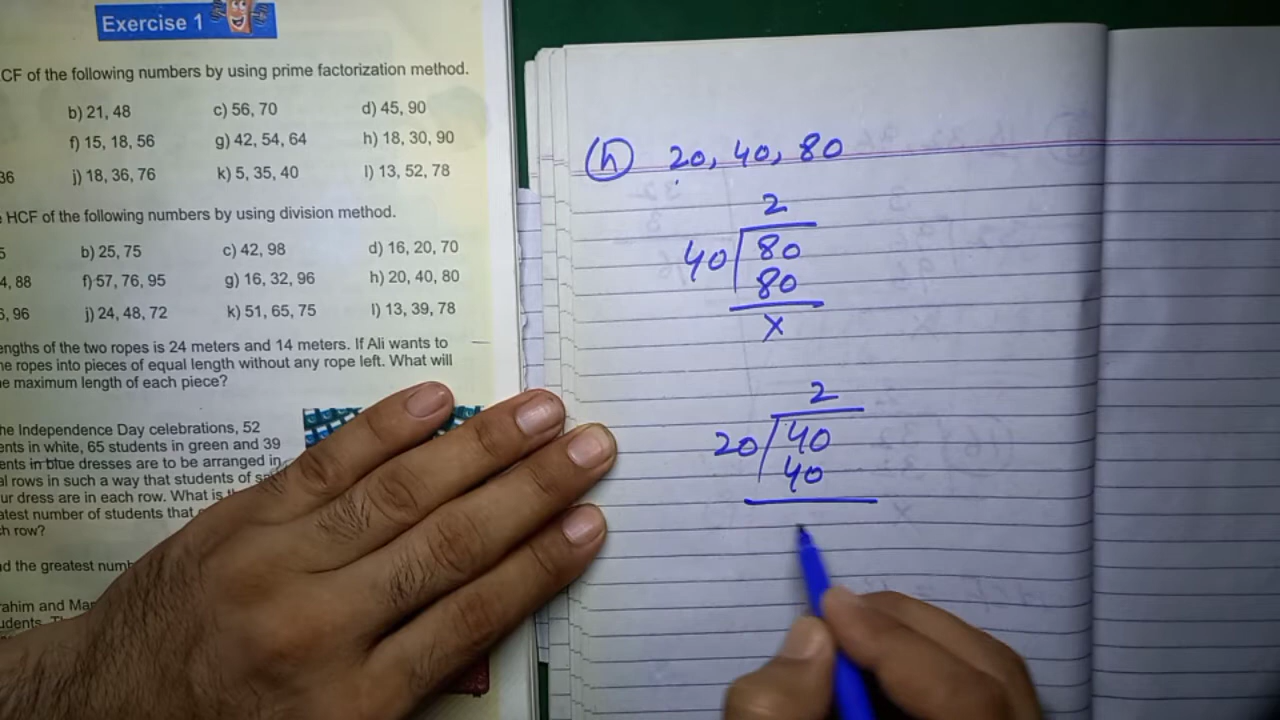 Exercise 1
CF of the following numbers by using prime factorization method.
b) 21, 48 c) 56, 70 d) 45, 90
f) 15, 18, 56 g) 42, 54, 64 h) 18, 30, 90
36 j) 18, 36, 76 k) 5, 35, 40 l) 13, 52, 78
HCF of the following numbers by using division method.
5 b) 25, 75 c) 42, 98 d) 16, 20, 70
4, 88 f) 57, 76, 95 g) 16, 32, 96 h) 20, 40, 80
6, 96 j) 24, 48, 72 k) 51, 65, 75 l) 13, 39, 78
engths of the two ropes is 24 meters and 14 meters. If Ali wants to
he ropes into pieces of equal length without any rope left. What will
e maximum length of each piece?
he Independence Day celebrations, 52
ents in white, 65 students in green and 39
ents in blue dresses are to be arranged in
al rows in such a way that students of s
ur dress are in each row. What is
atest number of students that
h row?
d the greatest numb
rahim and Mar
udents.
(h) 20, 40, 80
2
40 80
80
x
2
20 40
40